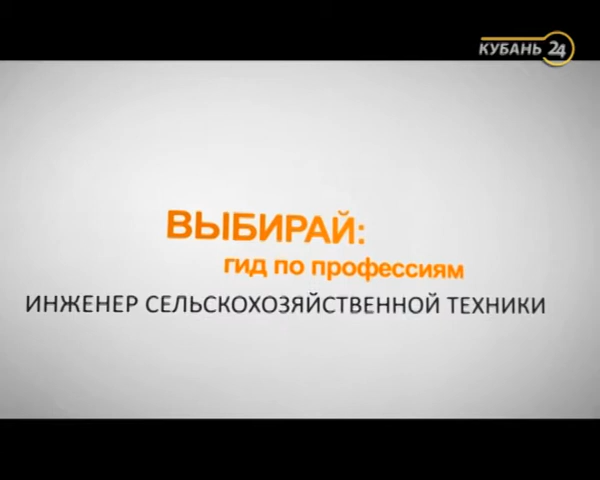 КУБАНЬ 24
ВЫБИРАЙ:
гид по профессиям
ИНЖЕНЕР СЕЛЬСКОХОЗЯЙСТВЕННОЙ ТЕХНИКИ